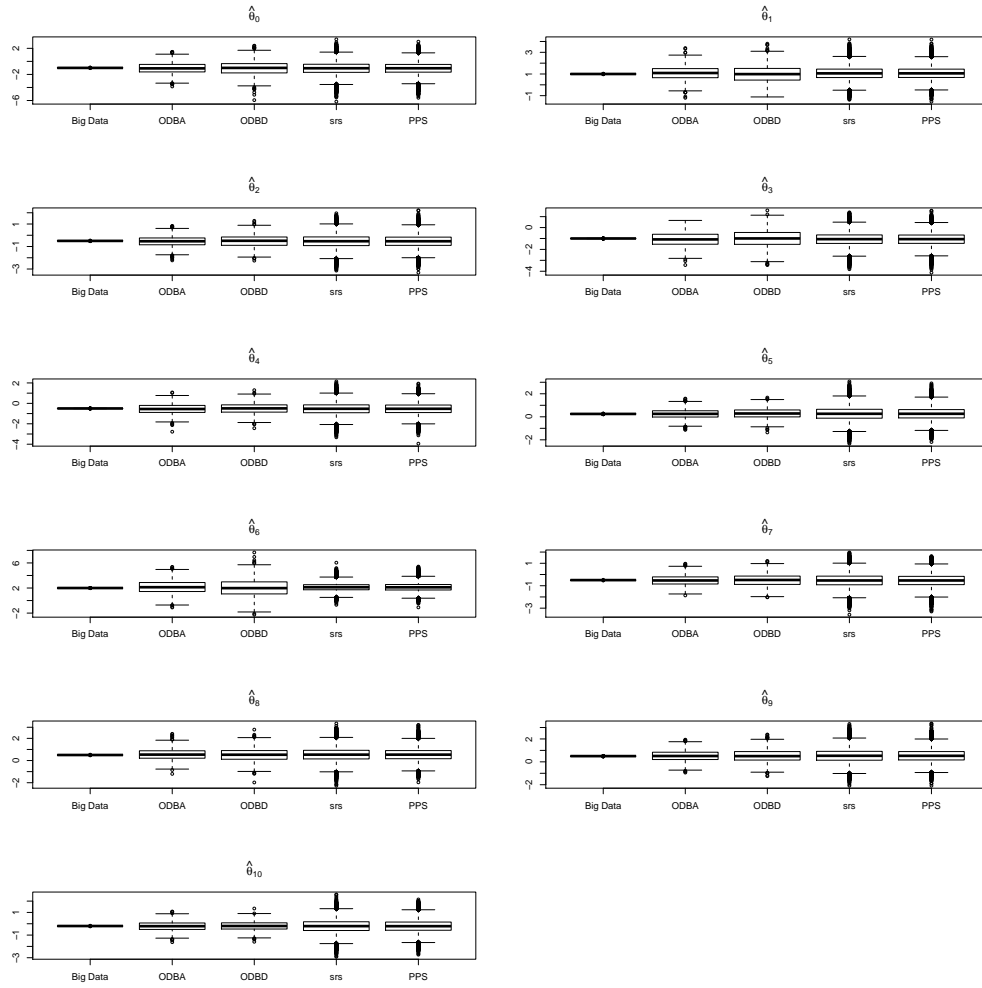 θ̂₀
2
−2
−6
Big Data ODBA ODBD srs PPS
θ̂₁
3
1
−1
Big Data ODBA ODBD srs PPS
θ̂₂
1
−1
−3
Big Data ODBA ODBD srs PPS
θ̂₃
0
−2
−4
Big Data ODBA ODBD srs PPS
θ̂₄
2
0
−2
−4
Big Data ODBA ODBD srs PPS
θ̂₅
2
0
−2
Big Data ODBA ODBD srs PPS
θ̂₆
6
2
−2
Big Data ODBA ODBD srs PPS
θ̂₇
1
−1
−3
Big Data ODBA ODBD srs PPS
θ̂₈
2
0
−2
Big Data ODBA ODBD srs PPS
θ̂₉
2
0
−2
Big Data ODBA ODBD srs PPS
θ̂₁₀
1
−1
−3
Big Data ODBA ODBD srs PPS